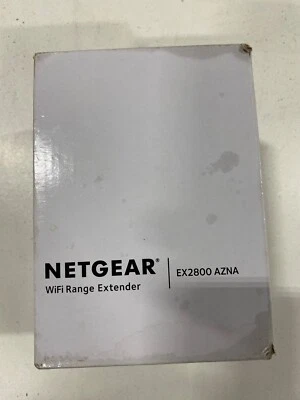 NETGEAR®
WiFi Range Extender
EX2800 AZNA